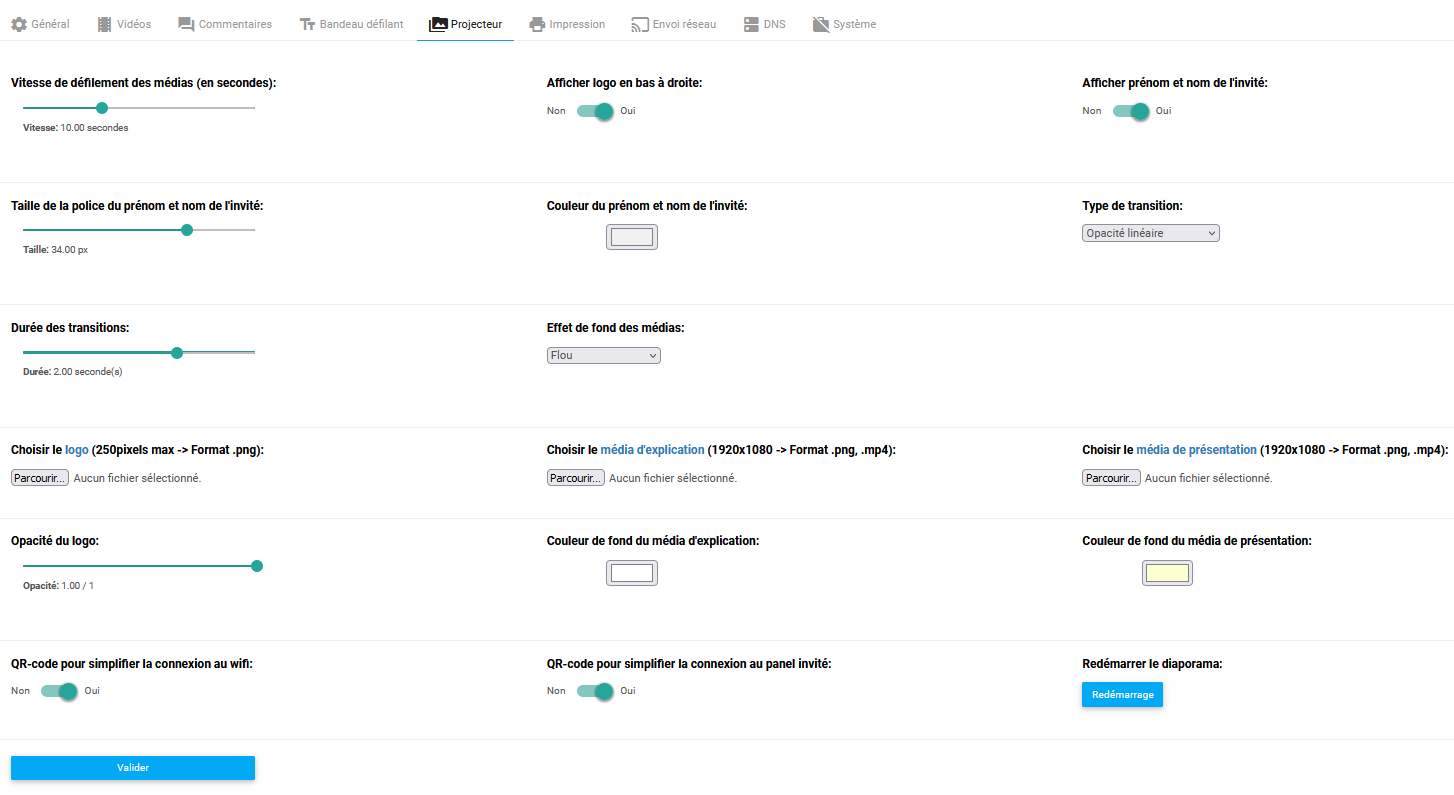 Général Vidéos Commentaires Bandeau défilant Projecteur Impression Envoi réseau DNS Système
Vitesse de défilement des médias (en secondes): Afficher logo en bas à droite: Afficher prénom et nom de l'invité:
Non Oui Non Oui
Vitesse: 10.00 secondes
Taille de la police du prénom et nom de l'invité: Couleur du prénom et nom de l'invité: Type de transition:
Opacité linéaire
Taille: 34.00 px
Durée des transitions: Effet de fond des médias:
Flou
Durée: 2.00 seconde(s)
Choisir le logo (250pixels max -> Format .png): Choisir le média d'explication (1920x1080 -> Format .png, .mp4): Choisir le média de présentation (1920x1080 -> Format .png, .mp4):
Parcourir... Aucun fichier sélectionné. Parcourir... Aucun fichier sélectionné. Parcourir... Aucun fichier sélectionné.
Opacité du logo: Couleur de fond du média d'explication: Couleur de fond du média de présentation:
Opacité: 1.00 / 1
QR-code pour simplifier la connexion au wifi: QR-code pour simplifier la connexion au panel invité: Redémarrer le diaporama:
Non Oui Non Oui Redémarrage
Valider